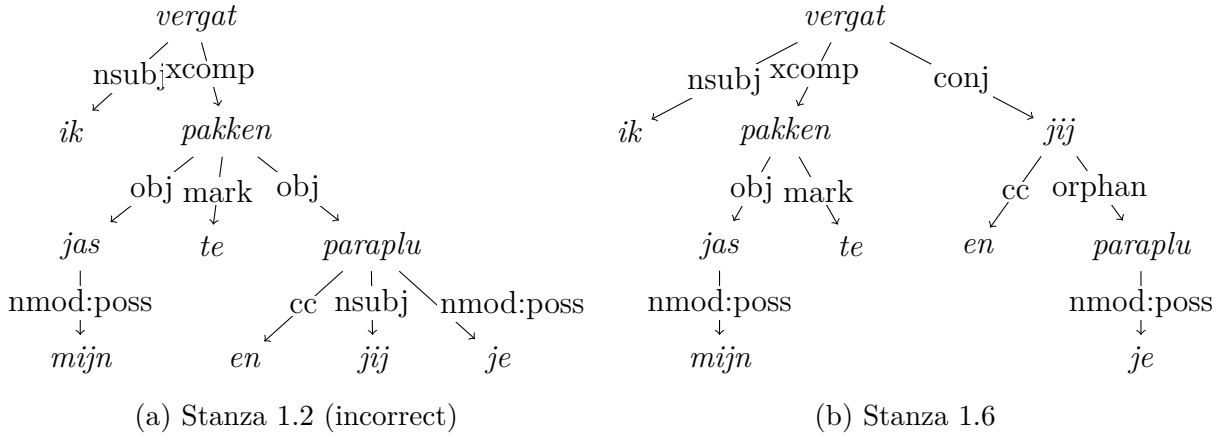 vergat vergat
nsubj xcomp nsubj xcomp conj
ik pakken ik pakken jij
obj mark obj obj mark cc orphan
jas te paraplu jas te en paraplu
nmod:poss cc nsubj nmod:poss nmod:poss nmod:poss
mijn en jij je mijn je
(a) Stanza 1.2 (incorrect) (b) Stanza 1.6